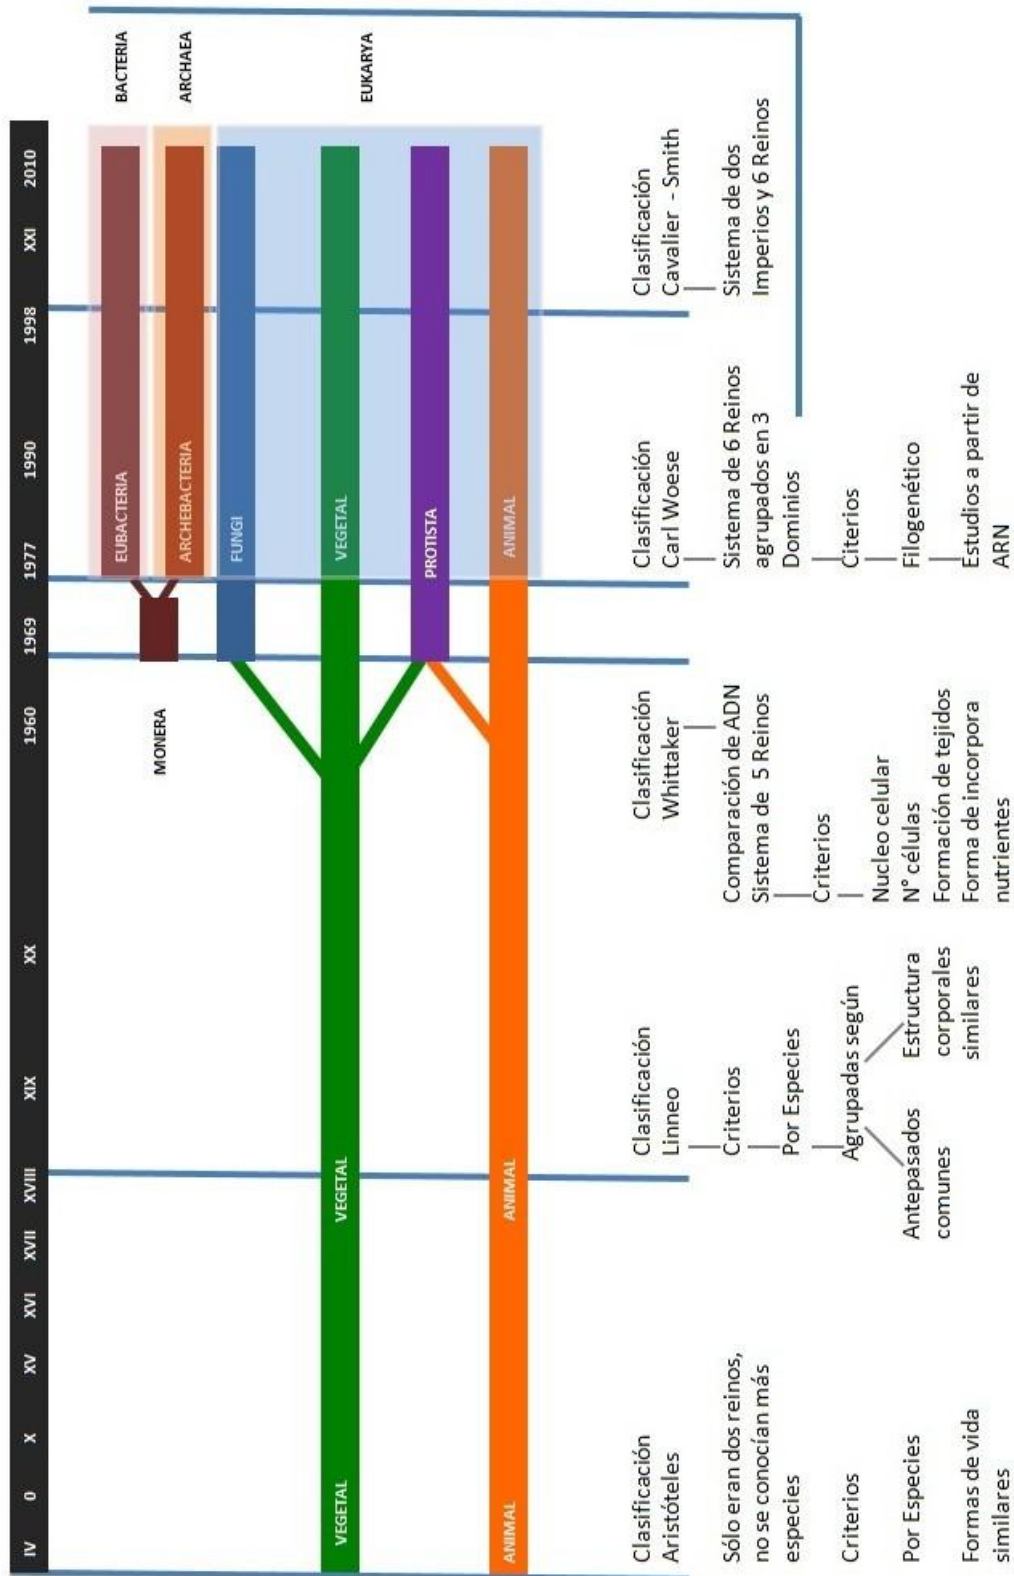 IV
0
X
XV
XVI
XVII
XVIII
XIX
XX
1960
1969
1977
1990
1998
XXI
2010
BACTERIA
ARCHAEA
EUKARYA
MONERA
EUBACTERIA
ARCHEBACTERIA
FUNGI
VEGETAL
VEGETAL
VEGETAL
PROTISTA
ANIMAL
ANIMAL
ANIMAL
Clasificación
Aristóteles
Sólo eran dos reinos,
no se conocían más
especies
Criterios
Por Especies
Formas de vida
similares
Clasificación
Linneo
Criterios
Por Especies
Agrupadas según
Antepasados
comunes
Estructura
corporales
similares
Clasificación
Whittaker
Comparación de ADN
Sistema de 5 Reinos
Criterios
Nucleo celular
N° células
Formación de tejidos
Forma de incorpora
nutrientes
Clasificación
Carl Woese
Sistema de 6 Reinos
agrupados en 3
Dominios
Citerios
Filogenético
Estudios a partir de
ARN
Clasificación
Cavalier - Smith
Sistema de dos
Imperios y 6 Reinos